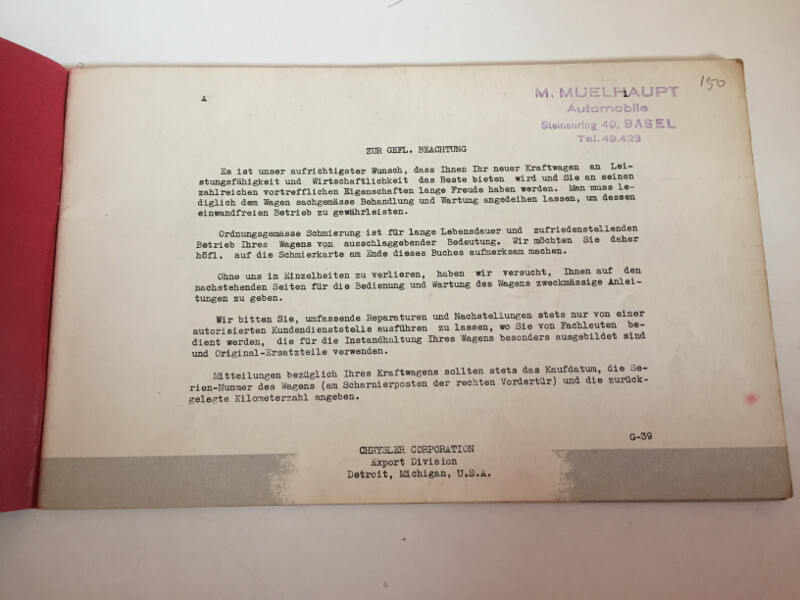 150
M. MUELHAUPT
Automobile
Steinenring 40, BASEL
Tel. 49.423
A 1
ZUR GEFL. BEACHTUNG
Es ist unser aufrichtigster Wunsch, dass Ihnen Ihr neuer Kraftwagen an Lei-
stungsfähigkeit und Wirtschaftlichkeit das Beste bieten wird und Sie an seinen
zahlreichen vortrefflichen Eigenschaften lange Freude haben werden. Man muss le-
diglich dem Wagen sachgemässe Behandlung und Wartung angedeihen lassen, um dessen
einwandfreien Betrieb zu gewährleisten.
Ordnungsgemässe Schmierung ist für lange Lebensdauer und zufriedenstellenden
Betrieb Ihres Wagens von ausschlaggebender Bedeutung. Wir möchten Sie daher
höfl. auf die Schmierkarte am Ende dieses Buches aufmerksam machen.
Ohne uns in Einzelheiten zu verlieren, haben wir versucht, Ihnen auf den
nachstehenden Seiten für die Bedienung und Wartung des Wagens zweckmässige Anlei-
tungen zu geben.
Wir bitten Sie, umfassende Reparaturen und Nachstellungen stets nur von einer
autorisierten Kundendienststelle ausführen zu lassen, wo Sie von Fachleuten be-
dient werden, die für die Instandhaltung Ihres Wagens besonders ausgebildet sind
und Original-Ersatzteile verwenden.
Mitteilungen bezüglich Ihres Kraftwagens sollten stets das Kaufdatum, die Se-
rien-Nummer des Wagens (am Scharnierposten der rechten Vordertür) und die zurück-
gelegte Kilometerzahl angeben.
G-39
CHRYSLER CORPORATION
Export Division
Detroit, Michigan, U.S.A.